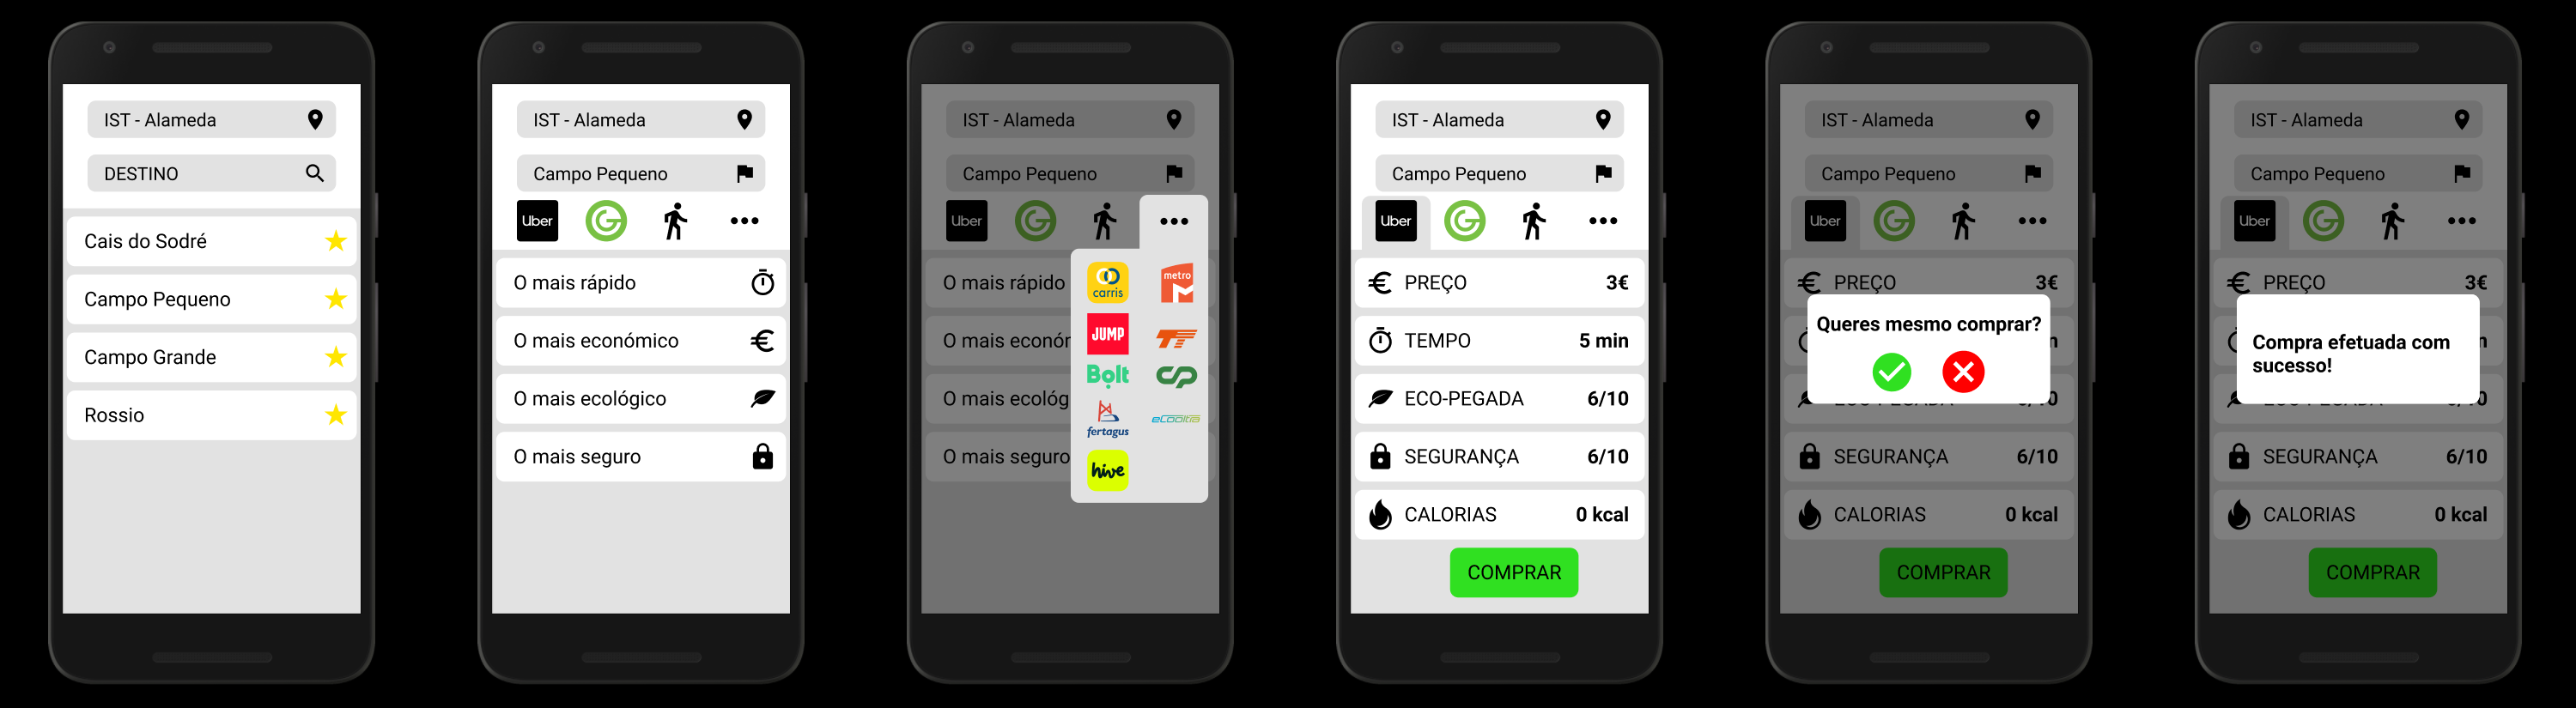 IST - Alameda
DESTINO
Cais do Sodré
Campo Pequeno
Campo Grande
Rossio
IST - Alameda
Campo Pequeno
Uber
O mais rápido
O mais económico
O mais ecológico
O mais seguro
IST - Alameda
Campo Pequeno
Uber
O mais rápido
O mais econór
O mais ecológ
O mais seguro
carris
metro
JUMP
TT
Bolt
CP
fertagus
eCooltra
hive
IST - Alameda
Campo Pequeno
Uber
PREÇO 3€
TEMPO 5 min
ECO-PEGADA 6/10
SEGURANÇA 6/10
CALORIAS 0 kcal
COMPRAR
IST - Alameda
Campo Pequeno
Uber
PREÇO 3€
Queres mesmo comprar?
SEGURANÇA 6/10
CALORIAS 0 kcal
COMPRAR
IST - Alameda
Campo Pequeno
Uber
PREÇO 3€
Compra efetuada com
sucesso!
SEGURANÇA 6/10
CALORIAS 0 kcal
COMPRAR